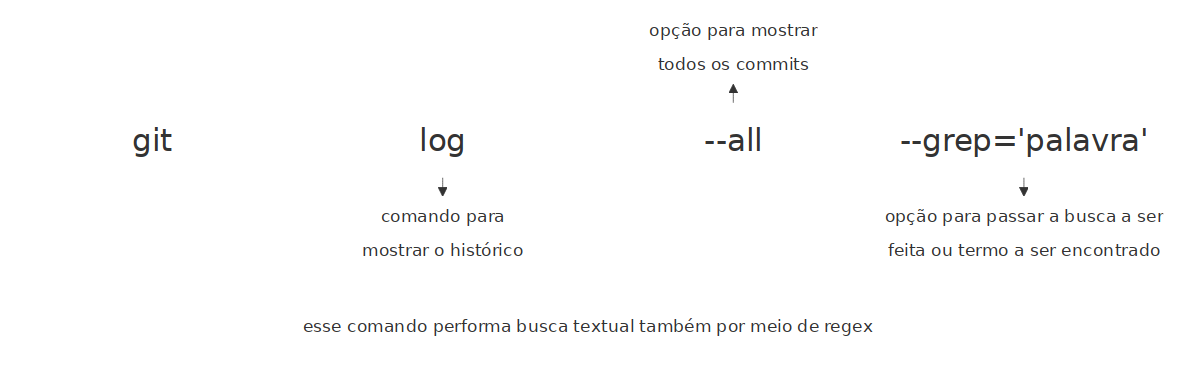 opção para mostrar
todos os commits
git log --all --grep='palavra'
comando para
mostrar o histórico
opção para passar a busca a ser
feita ou termo a ser encontrado
esse comando performa busca textual também por meio de regex